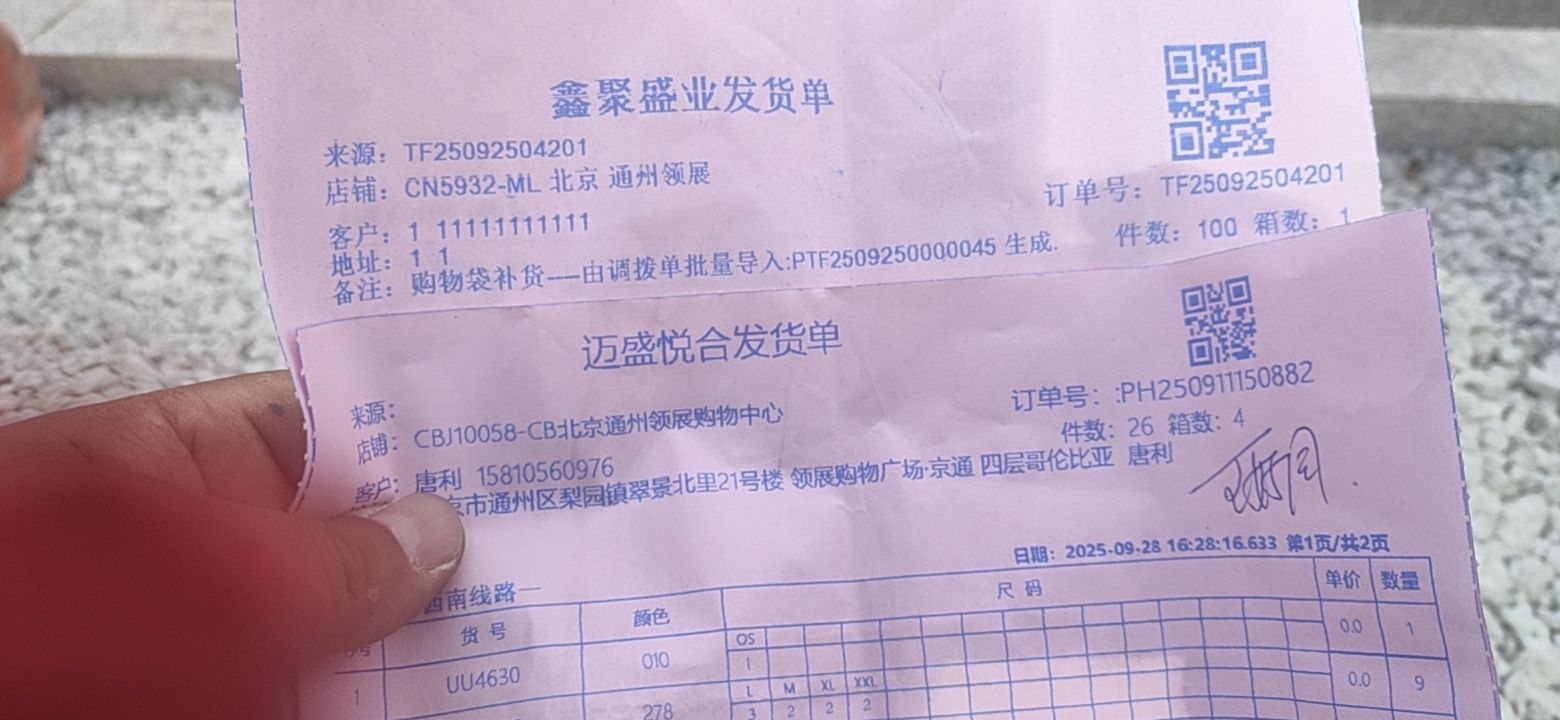 鑫聚盛业发货单
来源：TF25092504201
店铺：CN5932-ML 北京 通州领展
订单号：TF25092504201
客户：1 11111111111
件数：100 箱数：1
地址：1 1
备注：购物袋补货——由调拨单批量导入:PTF2509250000045 生成.
迈盛悦合发货单
来源：
订单号：:PH250911150882
店铺：CBJ10058-CB北京通州领展购物中心
件数：26 箱数：4
客户：唐利 15810560976
京市通州区梨园镇翠景北里21号楼 领展购物广场·京通 四层哥伦比亚 唐利
日期：2025-09-28 16:28:16.633 第1页/共2页
西南线路一
序号 货号 颜色 尺码 单价 数量
OS 0.0 1
1 UU4630 010 1
L M XL XXL 0.0 9
278 3 2 2 2